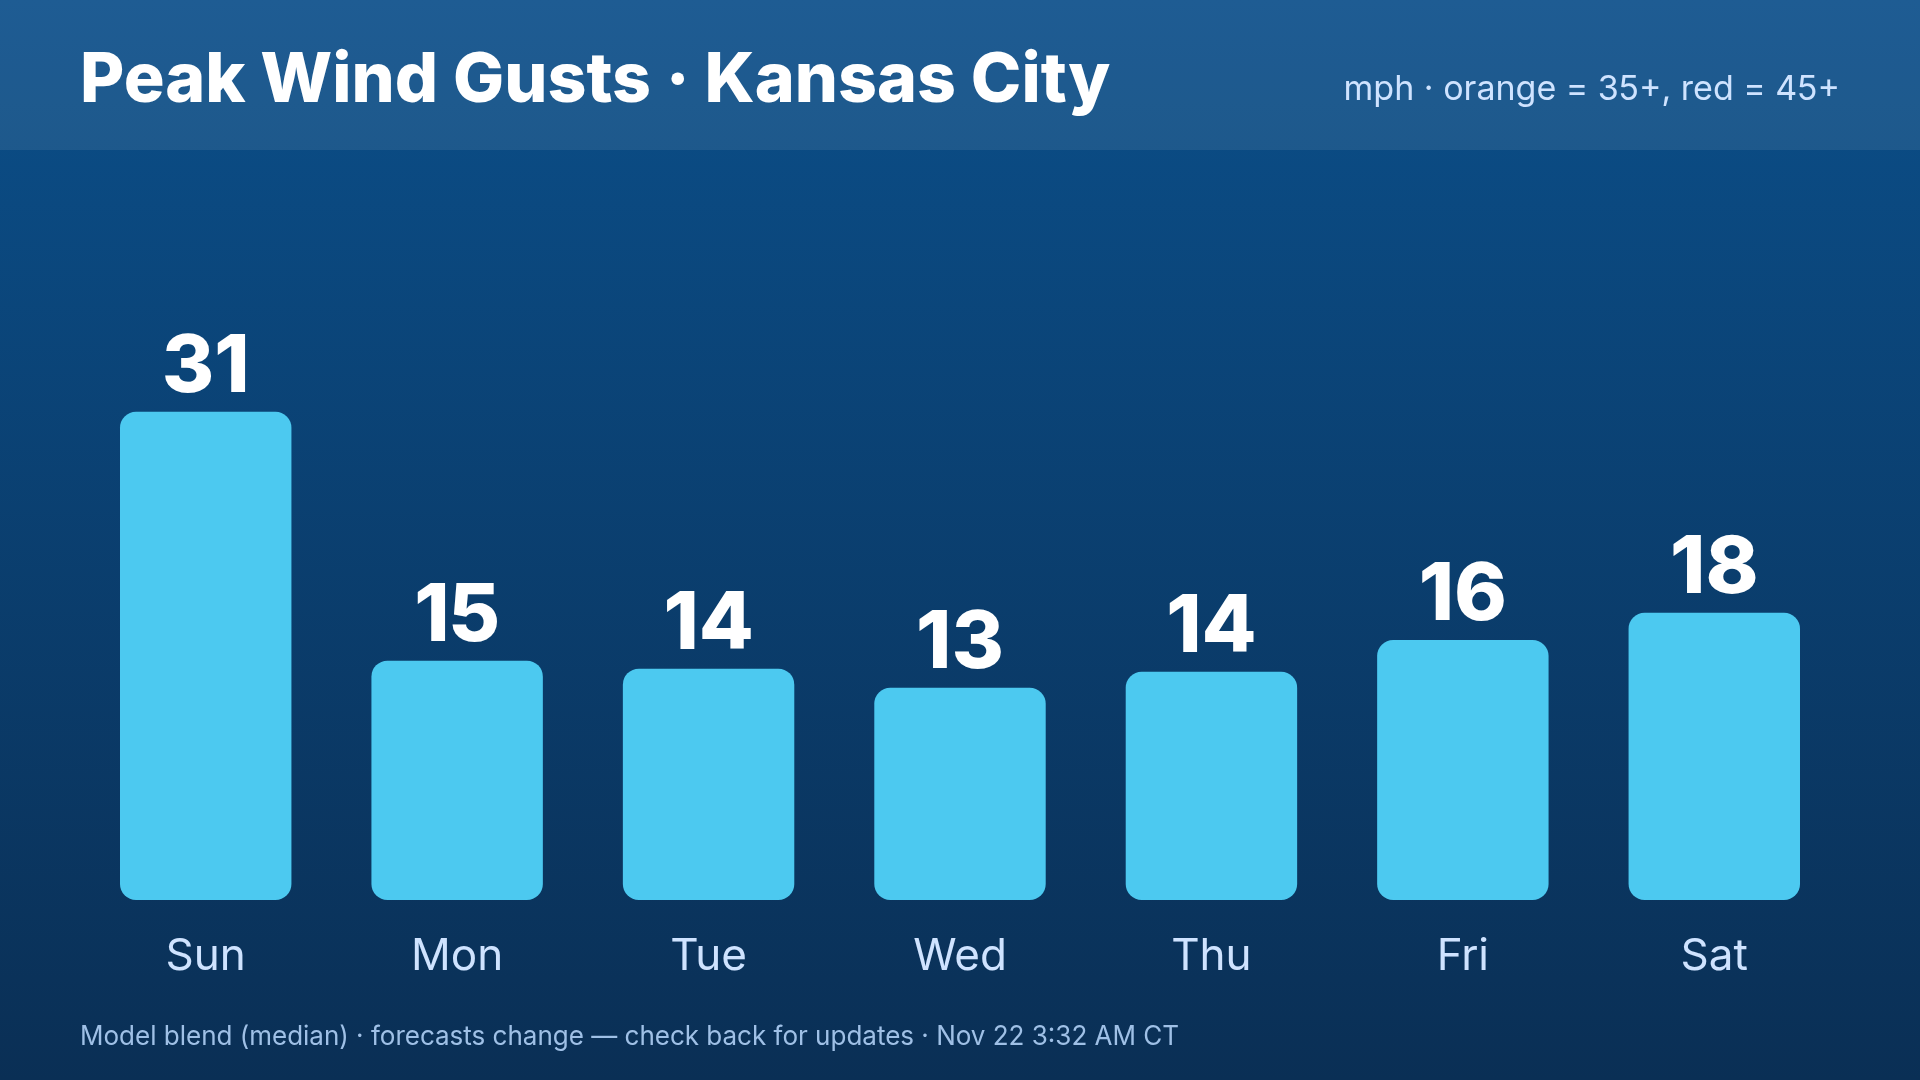 Peak Wind Gusts · Kansas City
mph · orange = 35+, red = 45+
31
15
14
13
14
16
18
Sun
Mon
Tue
Wed
Thu
Fri
Sat
Model blend (median) · forecasts change — check back for updates · Nov 22 3:32 AM CT